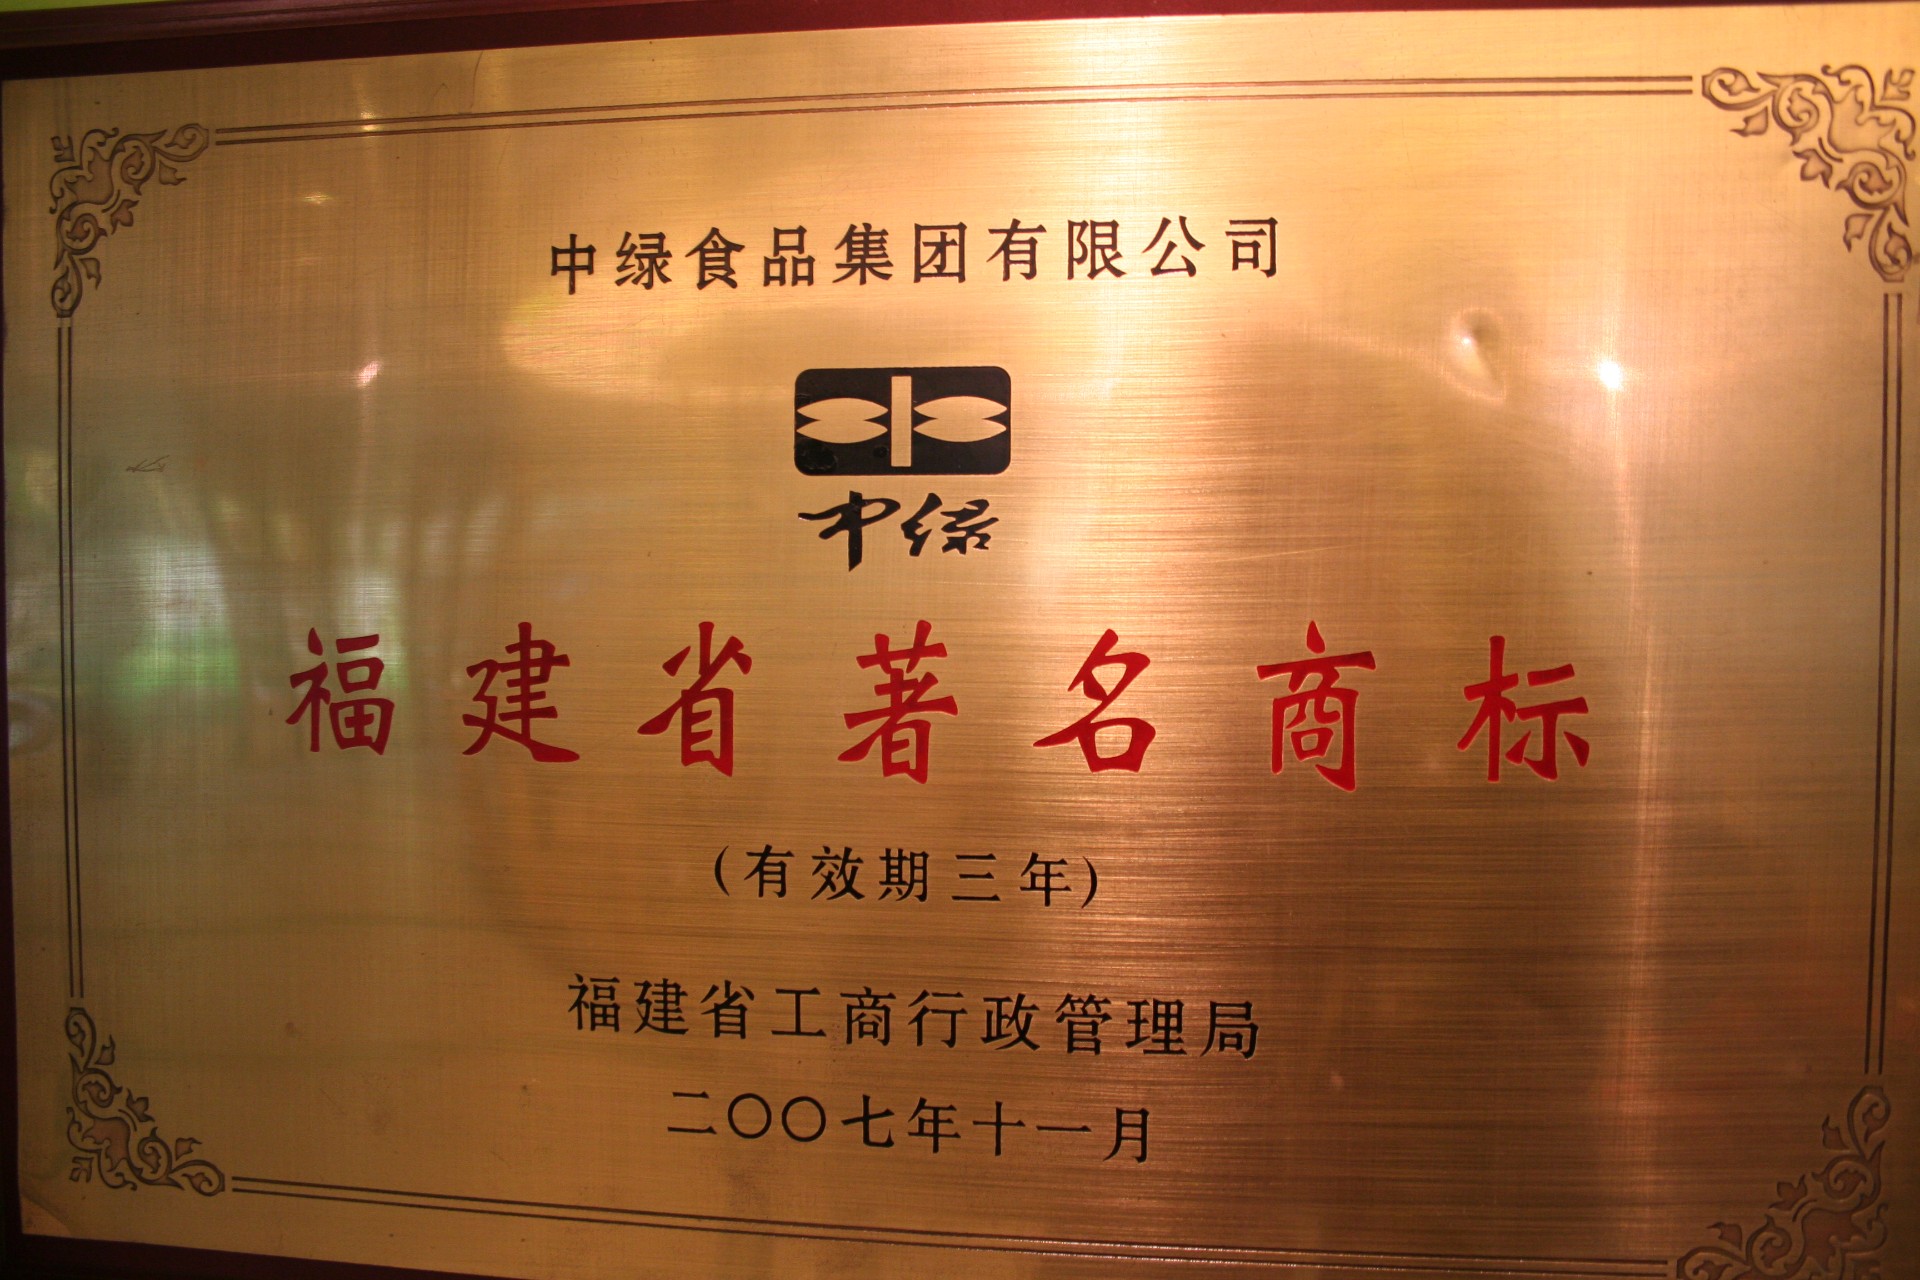 中绿食品集团有限公司
中绿
福建省著名商标
(有效期三年)
福建省工商行政管理局
二〇〇七年十一月